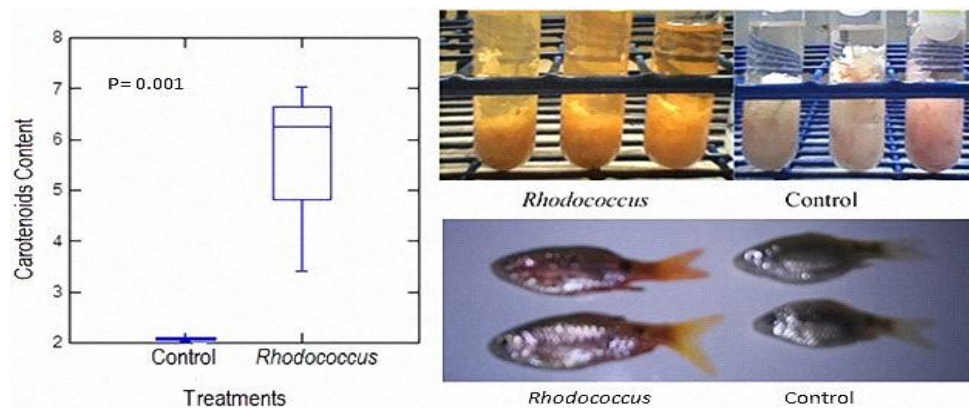 8
P= 0.001
7
6
5
4
3
2
Carotenoids Content
Control Rhodococcus
Treatments
Rhodococcus Control
Rhodococcus Control